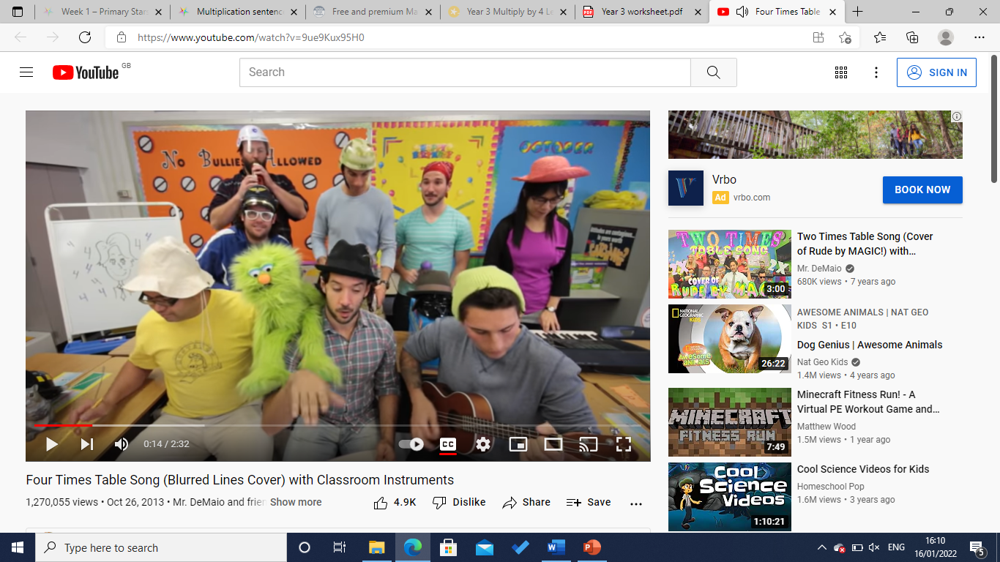 Week 1 – Primary Stars
Multiplication sentenc
Free and premium Ma
Year 3 Multiply by 4 Le
Year 3 worksheet.pdf
Four Times Table
https://www.youtube.com/watch?v=9ue9Kux95H0
YouTube GB
Search
SIGN IN
No Bullies Allowed
OCTOBER
4 4 4 4 4 4
0:14 / 2:32
CC
Four Times Table Song (Blurred Lines Cover) with Classroom Instruments
1,270,055 views • Oct 26, 2013 • Mr. DeMaio and frien Show more
4.9K
Dislike
Share
Save
Vrbo
Ad vrbo.com
BOOK NOW
TWO TIMES
TABLE SONG
COVER OF
RUDE BY MAGIC!
3:00
Two Times Table Song (Cover
of Rude by MAGIC!) with…
Mr. DeMaio
680K views • 7 years ago
NATIONAL GEOGRAPHIC KiDS
AWeSOMe ANiMALS
26:22
AWESOME ANIMALS | NAT GEO
KIDS S1 • E10
Dog Genius | Awesome Animals
Nat Geo Kids
1.4M views • 4 years ago
MINECRAFT
FITNESS RUN
7:49
Minecraft Fitness Run! - A
Virtual PE Workout Game and…
Matthew Wood
1.5M views • 1 year ago
COOL
Science
Videos
1:10:21
Cool Science Videos for Kids
Homeschool Pop
1.6M views • 3 years ago
Type here to search
ENG
16:10
16/01/2022
5